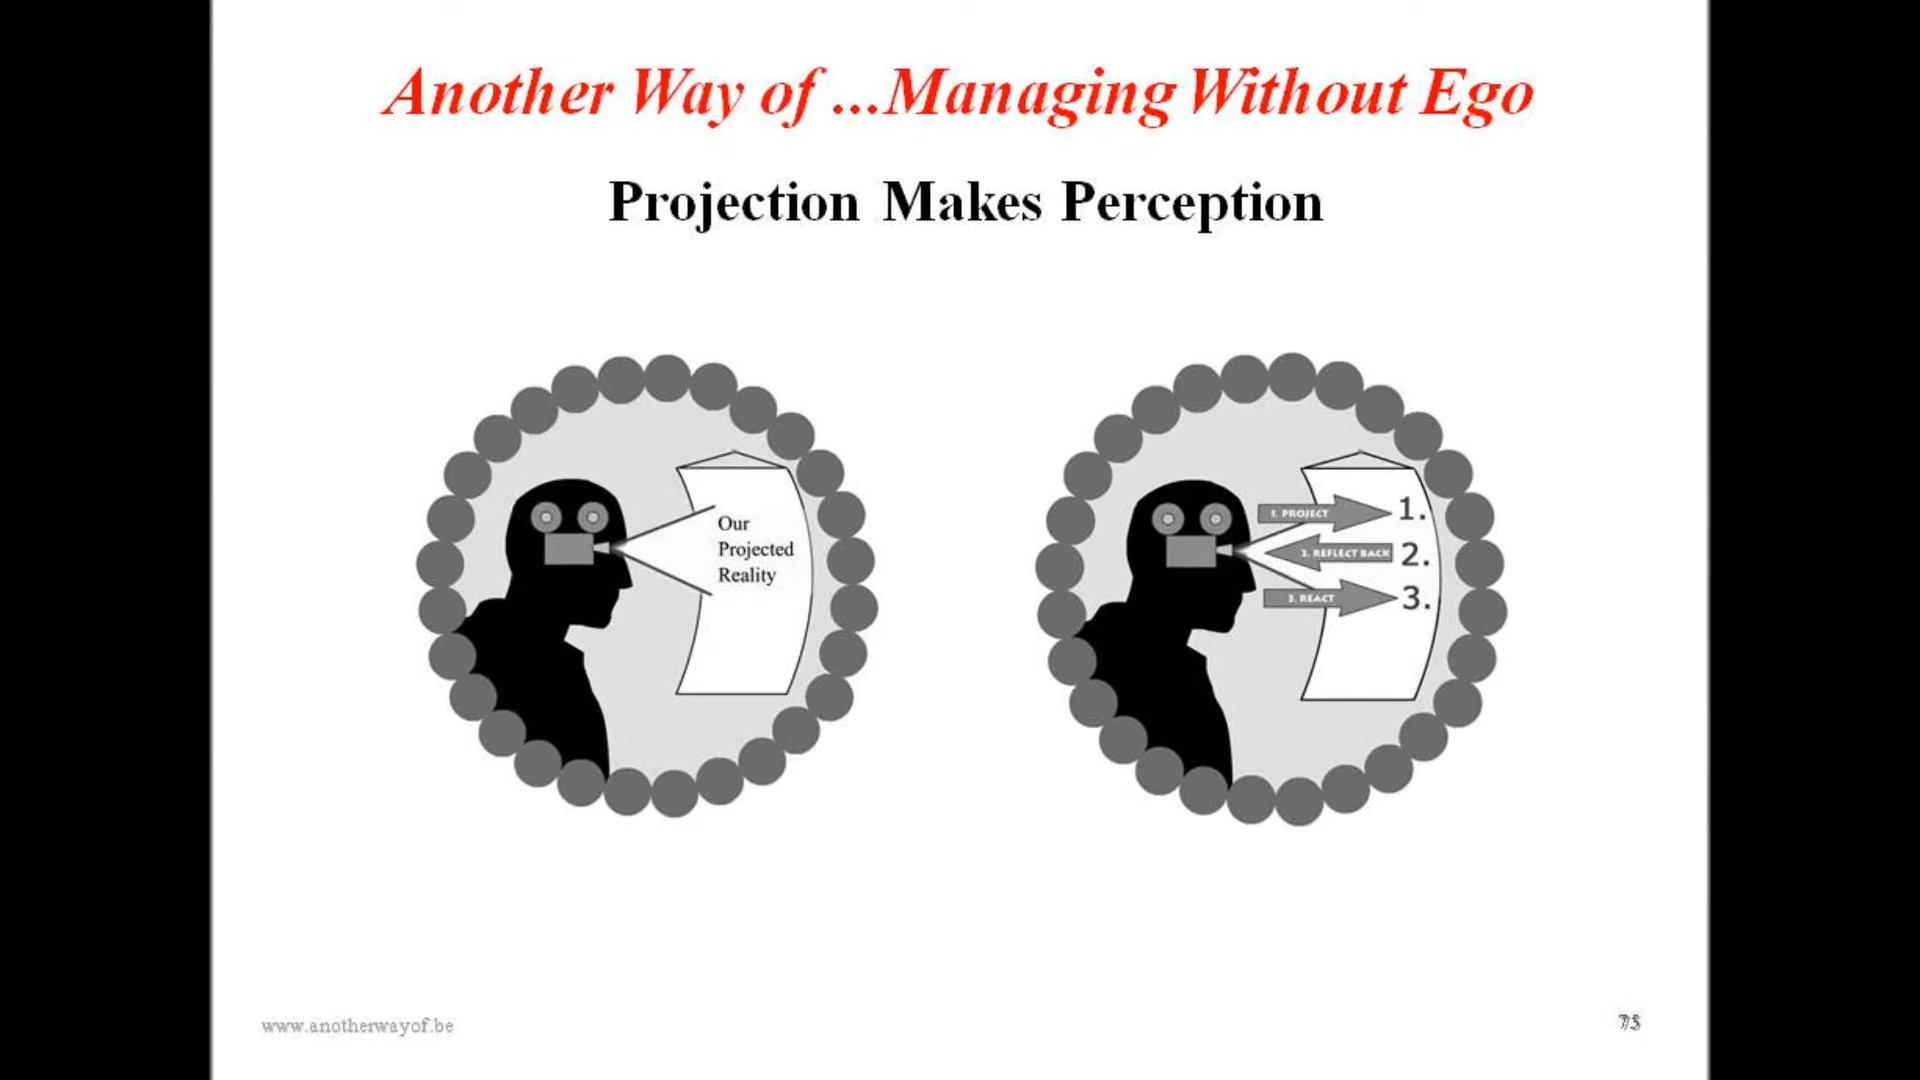 Another Way of ...Managing Without Ego
Projection Makes Perception
Our
Projected
Reality
1. PROJECT
1.
2. REFLECT BACK
2.
3. REACT
3.
www.anotherwayof.be